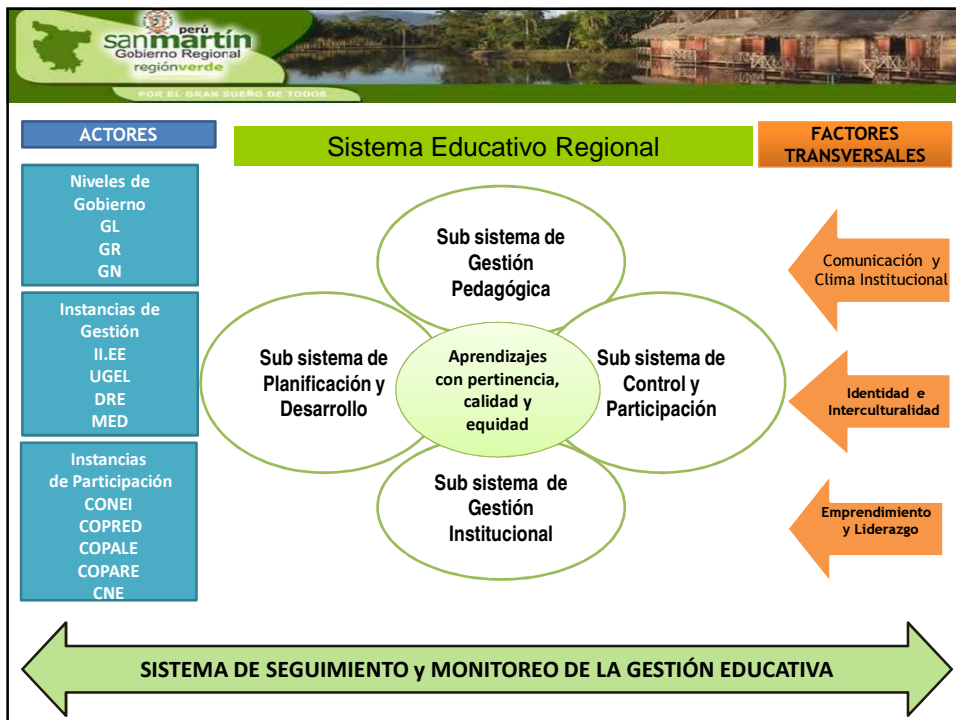 perú
sanmartín
Gobierno Regional
regiónverde
POR EL GRAN SUEÑO DE TODOS
ACTORES
Niveles de
Gobierno
GL
GR
GN
Instancias de
Gestión
II.EE
UGEL
DRE
MED
Instancias
de Participación
CONEI
COPRED
COPALE
COPARE
CNE
Sistema Educativo Regional
Sub sistema de
Gestión
Pedagógica
Sub sistema de
Planificación y
Desarrollo
Aprendizajes
con pertinencia,
calidad y
equidad
Sub sistema de
Control y
Participación
Sub sistema de
Gestión
Institucional
FACTORES
TRANSVERSALES
Comunicación y
Clima Institucional
Identidad e
Interculturalidad
Emprendimiento
y Liderazgo
SISTEMA DE SEGUIMIENTO y MONITOREO DE LA GESTIÓN EDUCATIVA